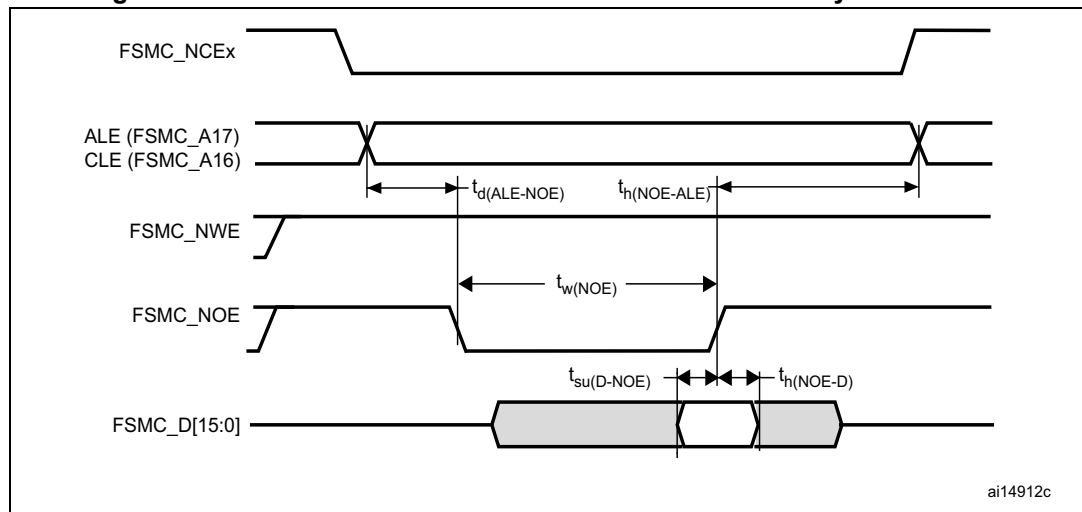 FSMC_NCEx
ALE (FSMC_A17)
CLE (FSMC_A16)
td(ALE-NOE)
th(NOE-ALE)
FSMC_NWE
tw(NOE)
FSMC_NOE
tsu(D-NOE)
th(NOE-D)
FSMC_D[15:0]
ai14912c